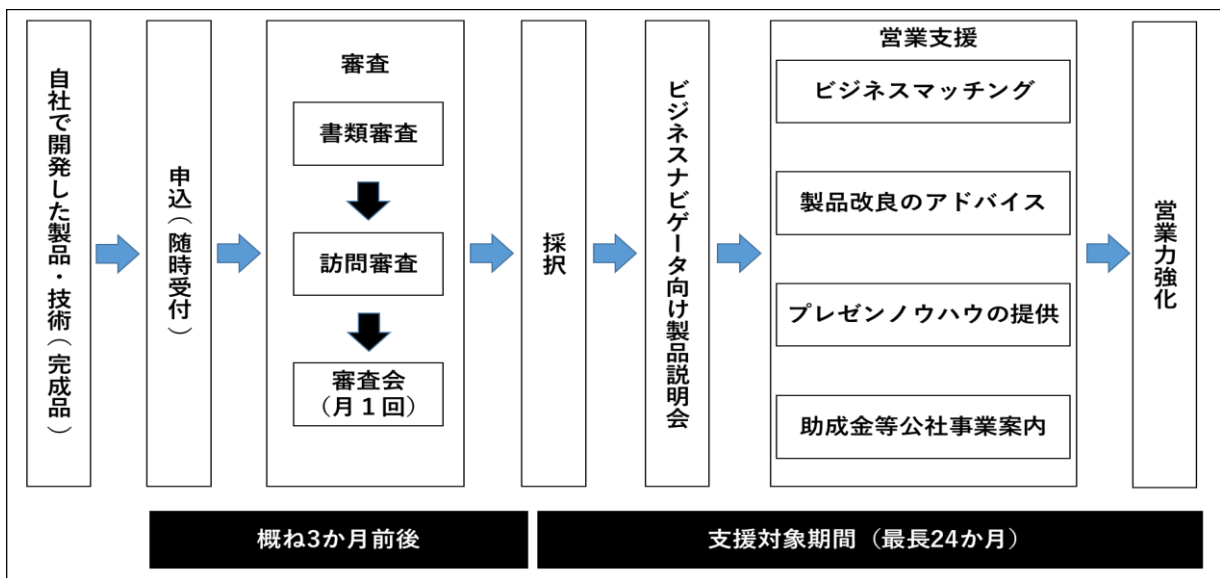 自社で開発した製品・技術（完成品）
申込（随時受付）
審査
書類審査
訪問審査
審査会
（月１回）
採択
ビジネスナビゲータ向け製品説明会
営業支援
ビジネスマッチング
製品改良のアドバイス
プレゼンノウハウの提供
助成金等公社事業案内
営業力強化
概ね3か月前後
支援対象期間（最長24か月）